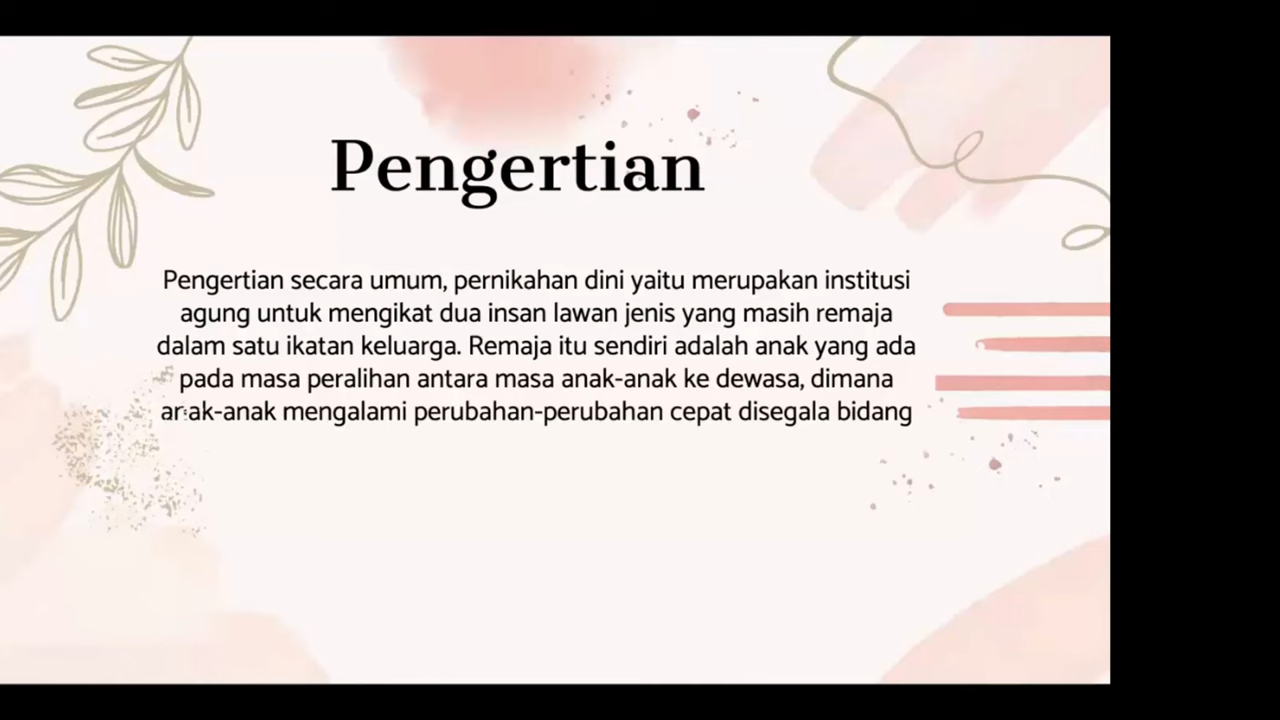 Pengertian
Pengertian secara umum, pernikahan dini yaitu merupakan institusi
agung untuk mengikat dua insan lawan jenis yang masih remaja
dalam satu ikatan keluarga. Remaja itu sendiri adalah anak yang ada
pada masa peralihan antara masa anak-anak ke dewasa, dimana
anak-anak mengalami perubahan-perubahan cepat disegala bidang